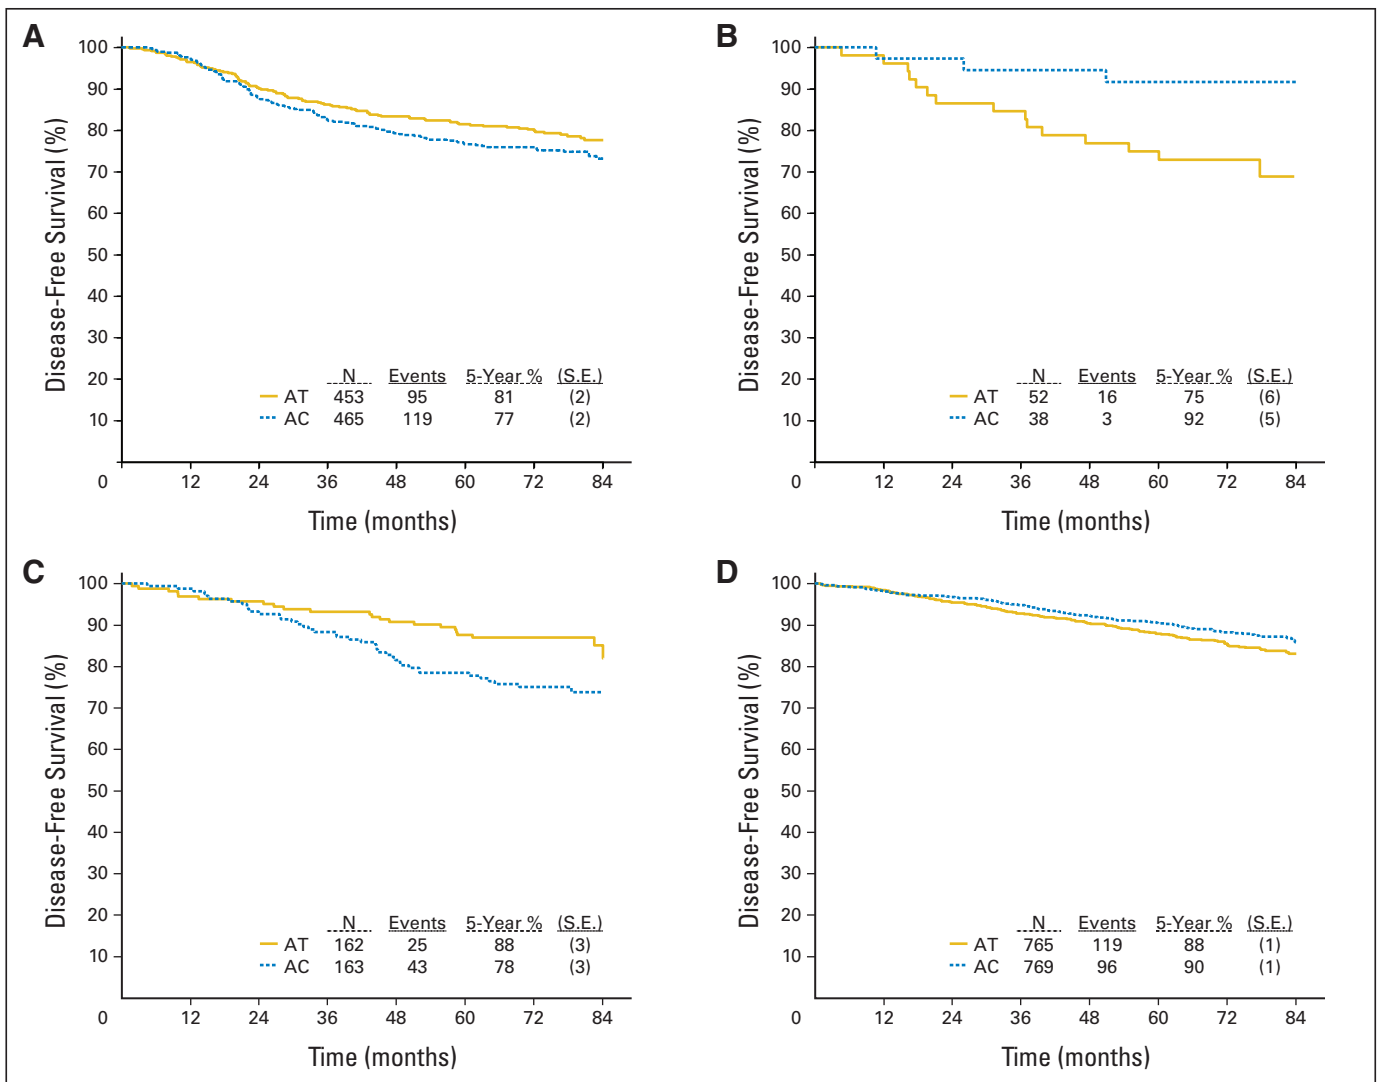 A
Disease-Free Survival (%)
100
90
80
70
60
50
40
30
20
10
N Events 5-Year % (S.E.)
AT 453 95 81 (2)
AC 465 119 77 (2)
0 12 24 36 48 60 72 84
Time (months)
B
Disease-Free Survival (%)
100
90
80
70
60
50
40
30
20
10
N Events 5-Year % (S.E.)
AT 52 16 75 (6)
AC 38 3 92 (5)
0 12 24 36 48 60 72 84
Time (months)
C
Disease-Free Survival (%)
100
90
80
70
60
50
40
30
20
10
N Events 5-Year % (S.E.)
AT 162 25 88 (3)
AC 163 43 78 (3)
0 12 24 36 48 60 72 84
Time (months)
D
Disease-Free Survival (%)
100
90
80
70
60
50
40
30
20
10
N Events 5-Year % (S.E.)
AT 765 119 88 (1)
AC 769 96 90 (1)
0 12 24 36 48 60 72 84
Time (months)